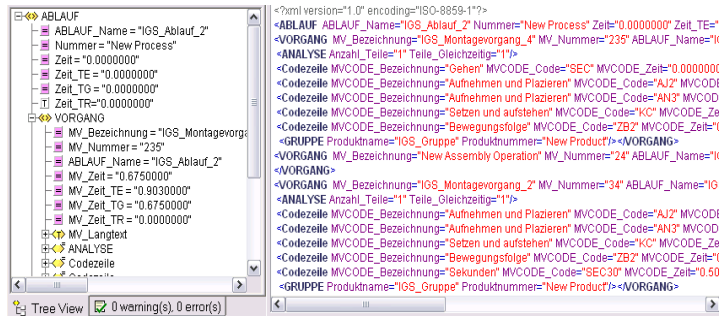 ABLAUF
ABLAUF_Name = "IGS_Ablauf_2"
Nummer = "New Process"
Zeit = "0.0000000"
Zeit_TE = "0.0000000"
Zeit_TG = "0.0000000"
Zeit_TR="0.0000000"
VORGANG
MV_Bezeichnung = "IGS_Montagevorga
MV_Nummer = "235"
ABLAUF_Name = "IGS_Ablauf_2"
MV_Zeit = "0.6750000"
MV_Zeit_TE = "0.9030000"
MV_Zeit_TG = "0.6750000"
MV_Zeit_TR = "0.0000000"
MV_Langtext
ANALYSE
Codezeile
Tree View 0 warning(s), 0 error(s)
<?xml version="1.0" encoding="ISO-8859-1"?>
<ABLAUF ABLAUF_Name="IGS_Ablauf_2" Nummer="New Process" Zeit="0.0000000" Zeit_TE="
<VORGANG MV_Bezeichnung="IGS_Montagevorgang_4" MV_Nummer="235" ABLAUF_Name="I
<ANALYSE Anzahl_Teile="1" Teile_Gleichzeitig="1"/>
<Codezeile MVCODE_Bezeichnung="Gehen" MVCODE_Code="SEC" MVCODE_Zeit="0.0000000
<Codezeile MVCODE_Bezeichnung="Aufnehmen und Plazieren" MVCODE_Code="AJ2" MVCODE
<Codezeile MVCODE_Bezeichnung="Aufnehmen und Plazieren" MVCODE_Code="AN3" MVCOD
<Codezeile MVCODE_Bezeichnung="Setzen und aufstehen" MVCODE_Code="KC" MVCODE_Ze
<Codezeile MVCODE_Bezeichnung="Bewegungsfolge" MVCODE_Code="ZB2" MVCODE_Zeit="0
<GRUPPE Produktname="IGS_Gruppe" Produktnummer="New Product"/></VORGANG>
<VORGANG MV_Bezeichnung="New Assembly Operation" MV_Nummer="24" ABLAUF_Name="I
</VORGANG>
<VORGANG MV_Bezeichnung="IGS_Montagevorgang_2" MV_Nummer="34" ABLAUF_Name="IG
<ANALYSE Anzahl_Teile="1" Teile_Gleichzeitig="1"/>
<Codezeile MVCODE_Bezeichnung="Aufnehmen und Plazieren" MVCODE_Code="AJ2" MVCODE
<Codezeile MVCODE_Bezeichnung="Aufnehmen und Plazieren" MVCODE_Code="AN3" MVCOD
<Codezeile MVCODE_Bezeichnung="Setzen und aufstehen" MVCODE_Code="KC" MVCODE_Ze
<Codezeile MVCODE_Bezeichnung="Bewegungsfolge" MVCODE_Code="ZB2" MVCODE_Zeit="0
<Codezeile MVCODE_Bezeichnung="Sekunden" MVCODE_Code="SEC30" MVCODE_Zeit="0.50
<GRUPPE Produktname="IGS_Gruppe" Produktnummer="New Product"/></VORGANG>